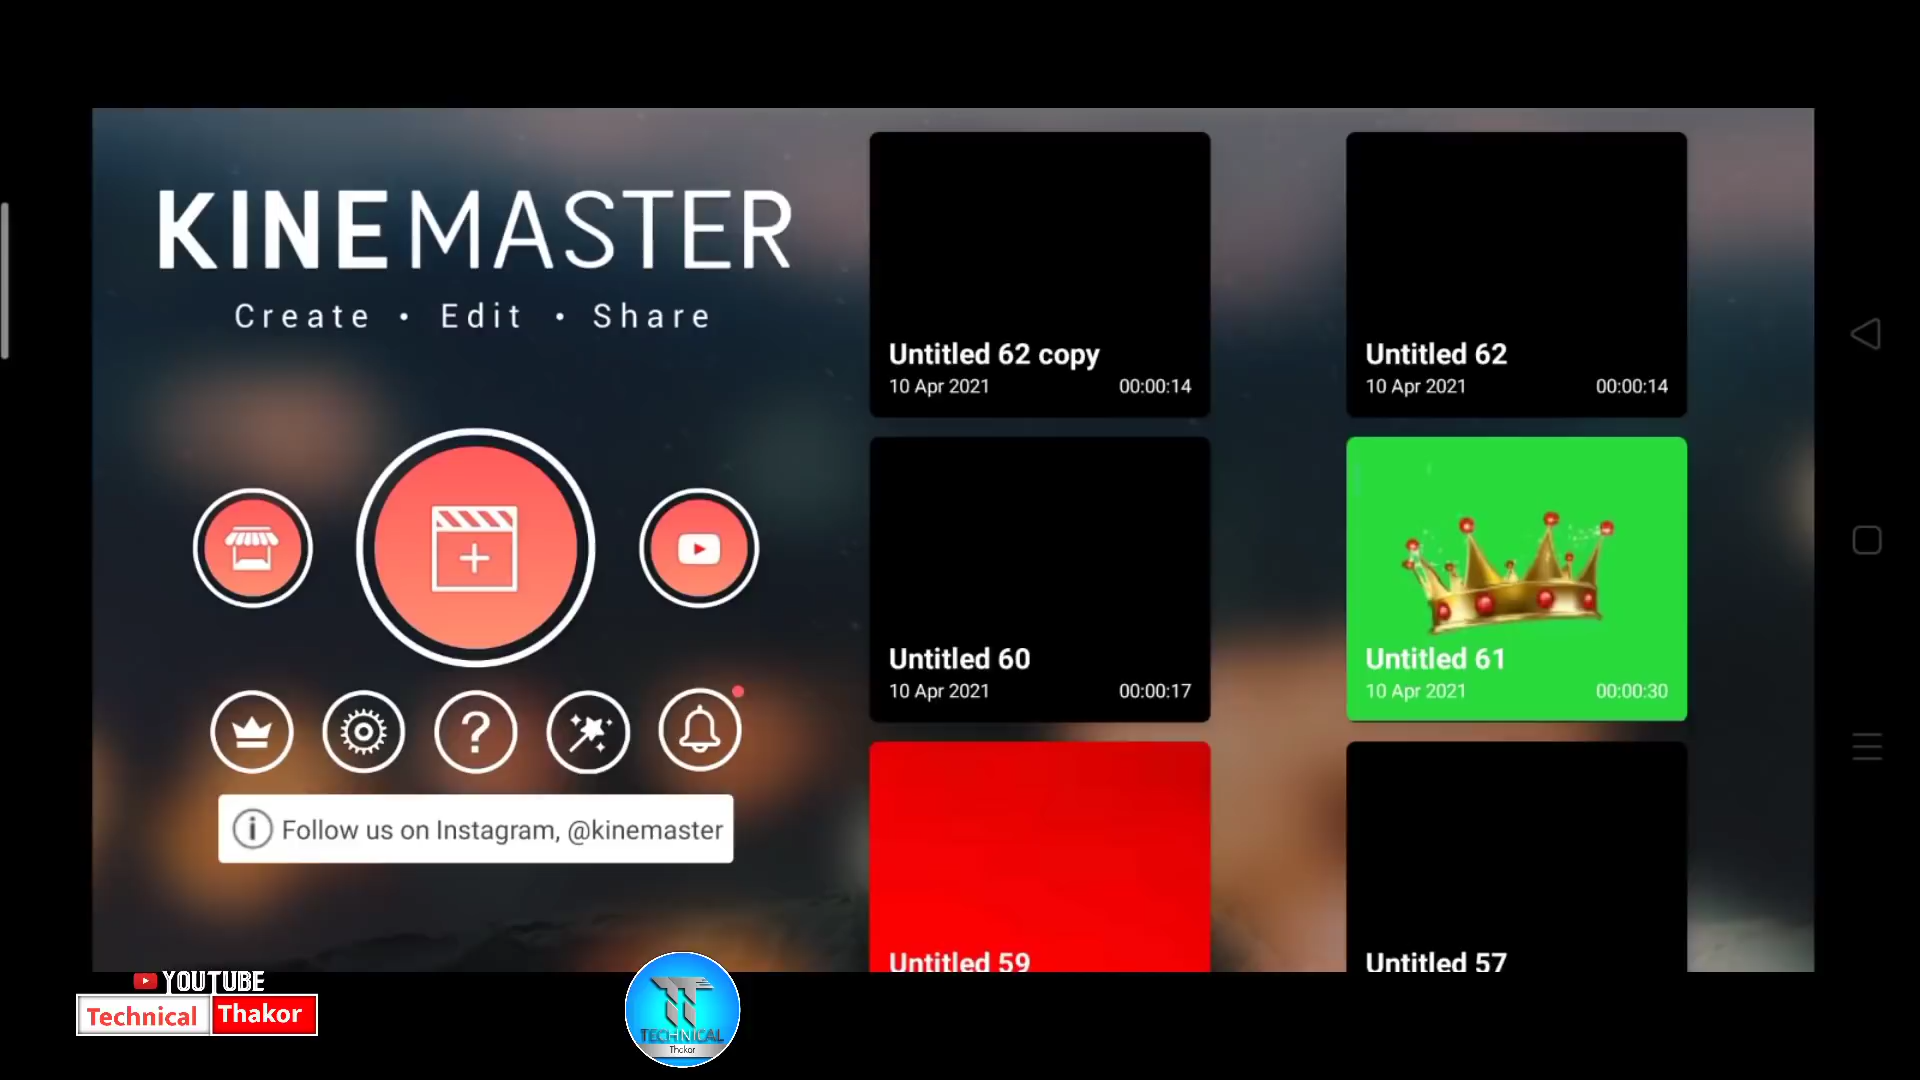 KINEMASTER
Create • Edit • Share
Follow us on Instagram, @kinemaster
Untitled 62 copy
10 Apr 2021 00:00:14
Untitled 62
10 Apr 2021 00:00:14
Untitled 60
10 Apr 2021 00:00:17
Untitled 61
10 Apr 2021 00:00:30
Untitled 59
Untitled 57
YOUTUBE
Technical Thakor
TT
TECHNICAL
Thakor